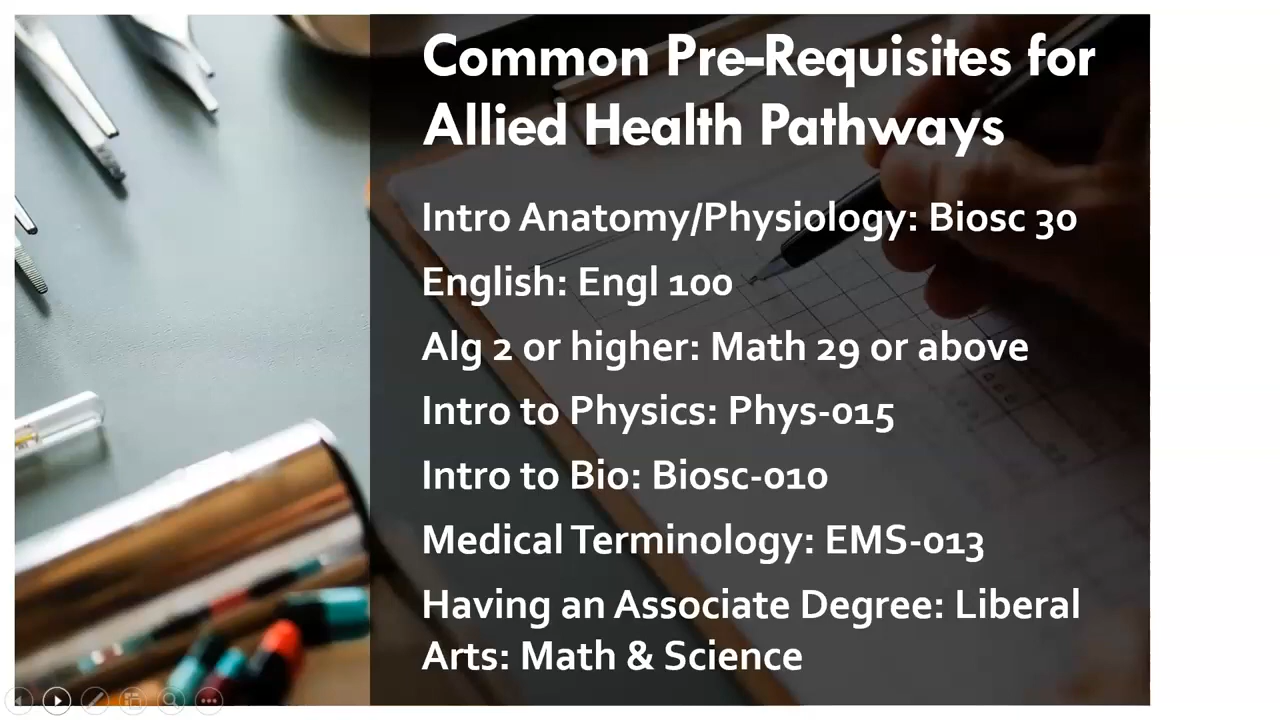 Common Pre-Requisites for
Allied Health Pathways
Intro Anatomy/Physiology: Biosc 30
English: Engl 100
Alg 2 or higher: Math 29 or above
Intro to Physics: Phys-015
Intro to Bio: Biosc-010
Medical Terminology: EMS-013
Having an Associate Degree: Liberal
Arts: Math & Science